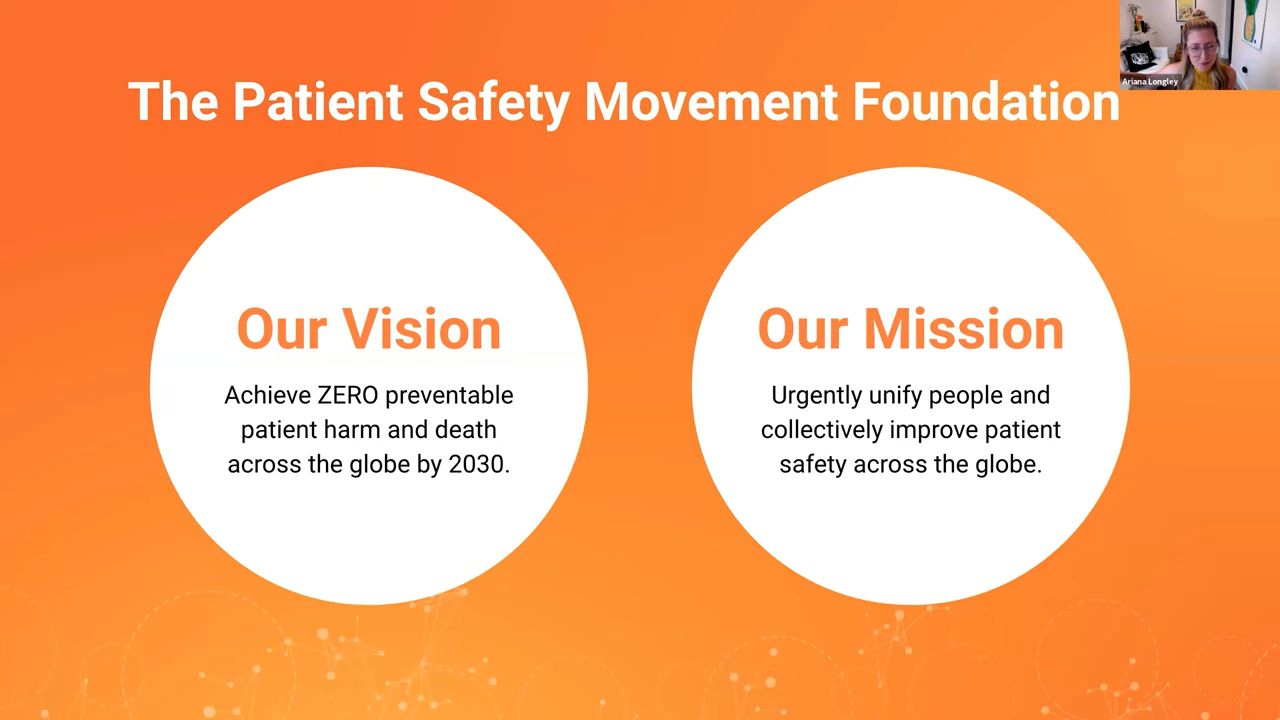 The Patient Safety Movement Foundation
Ariana Longley
Our Vision
Achieve ZERO preventable
patient harm and death
across the globe by 2030.
Our Mission
Urgently unify people and
collectively improve patient
safety across the globe.